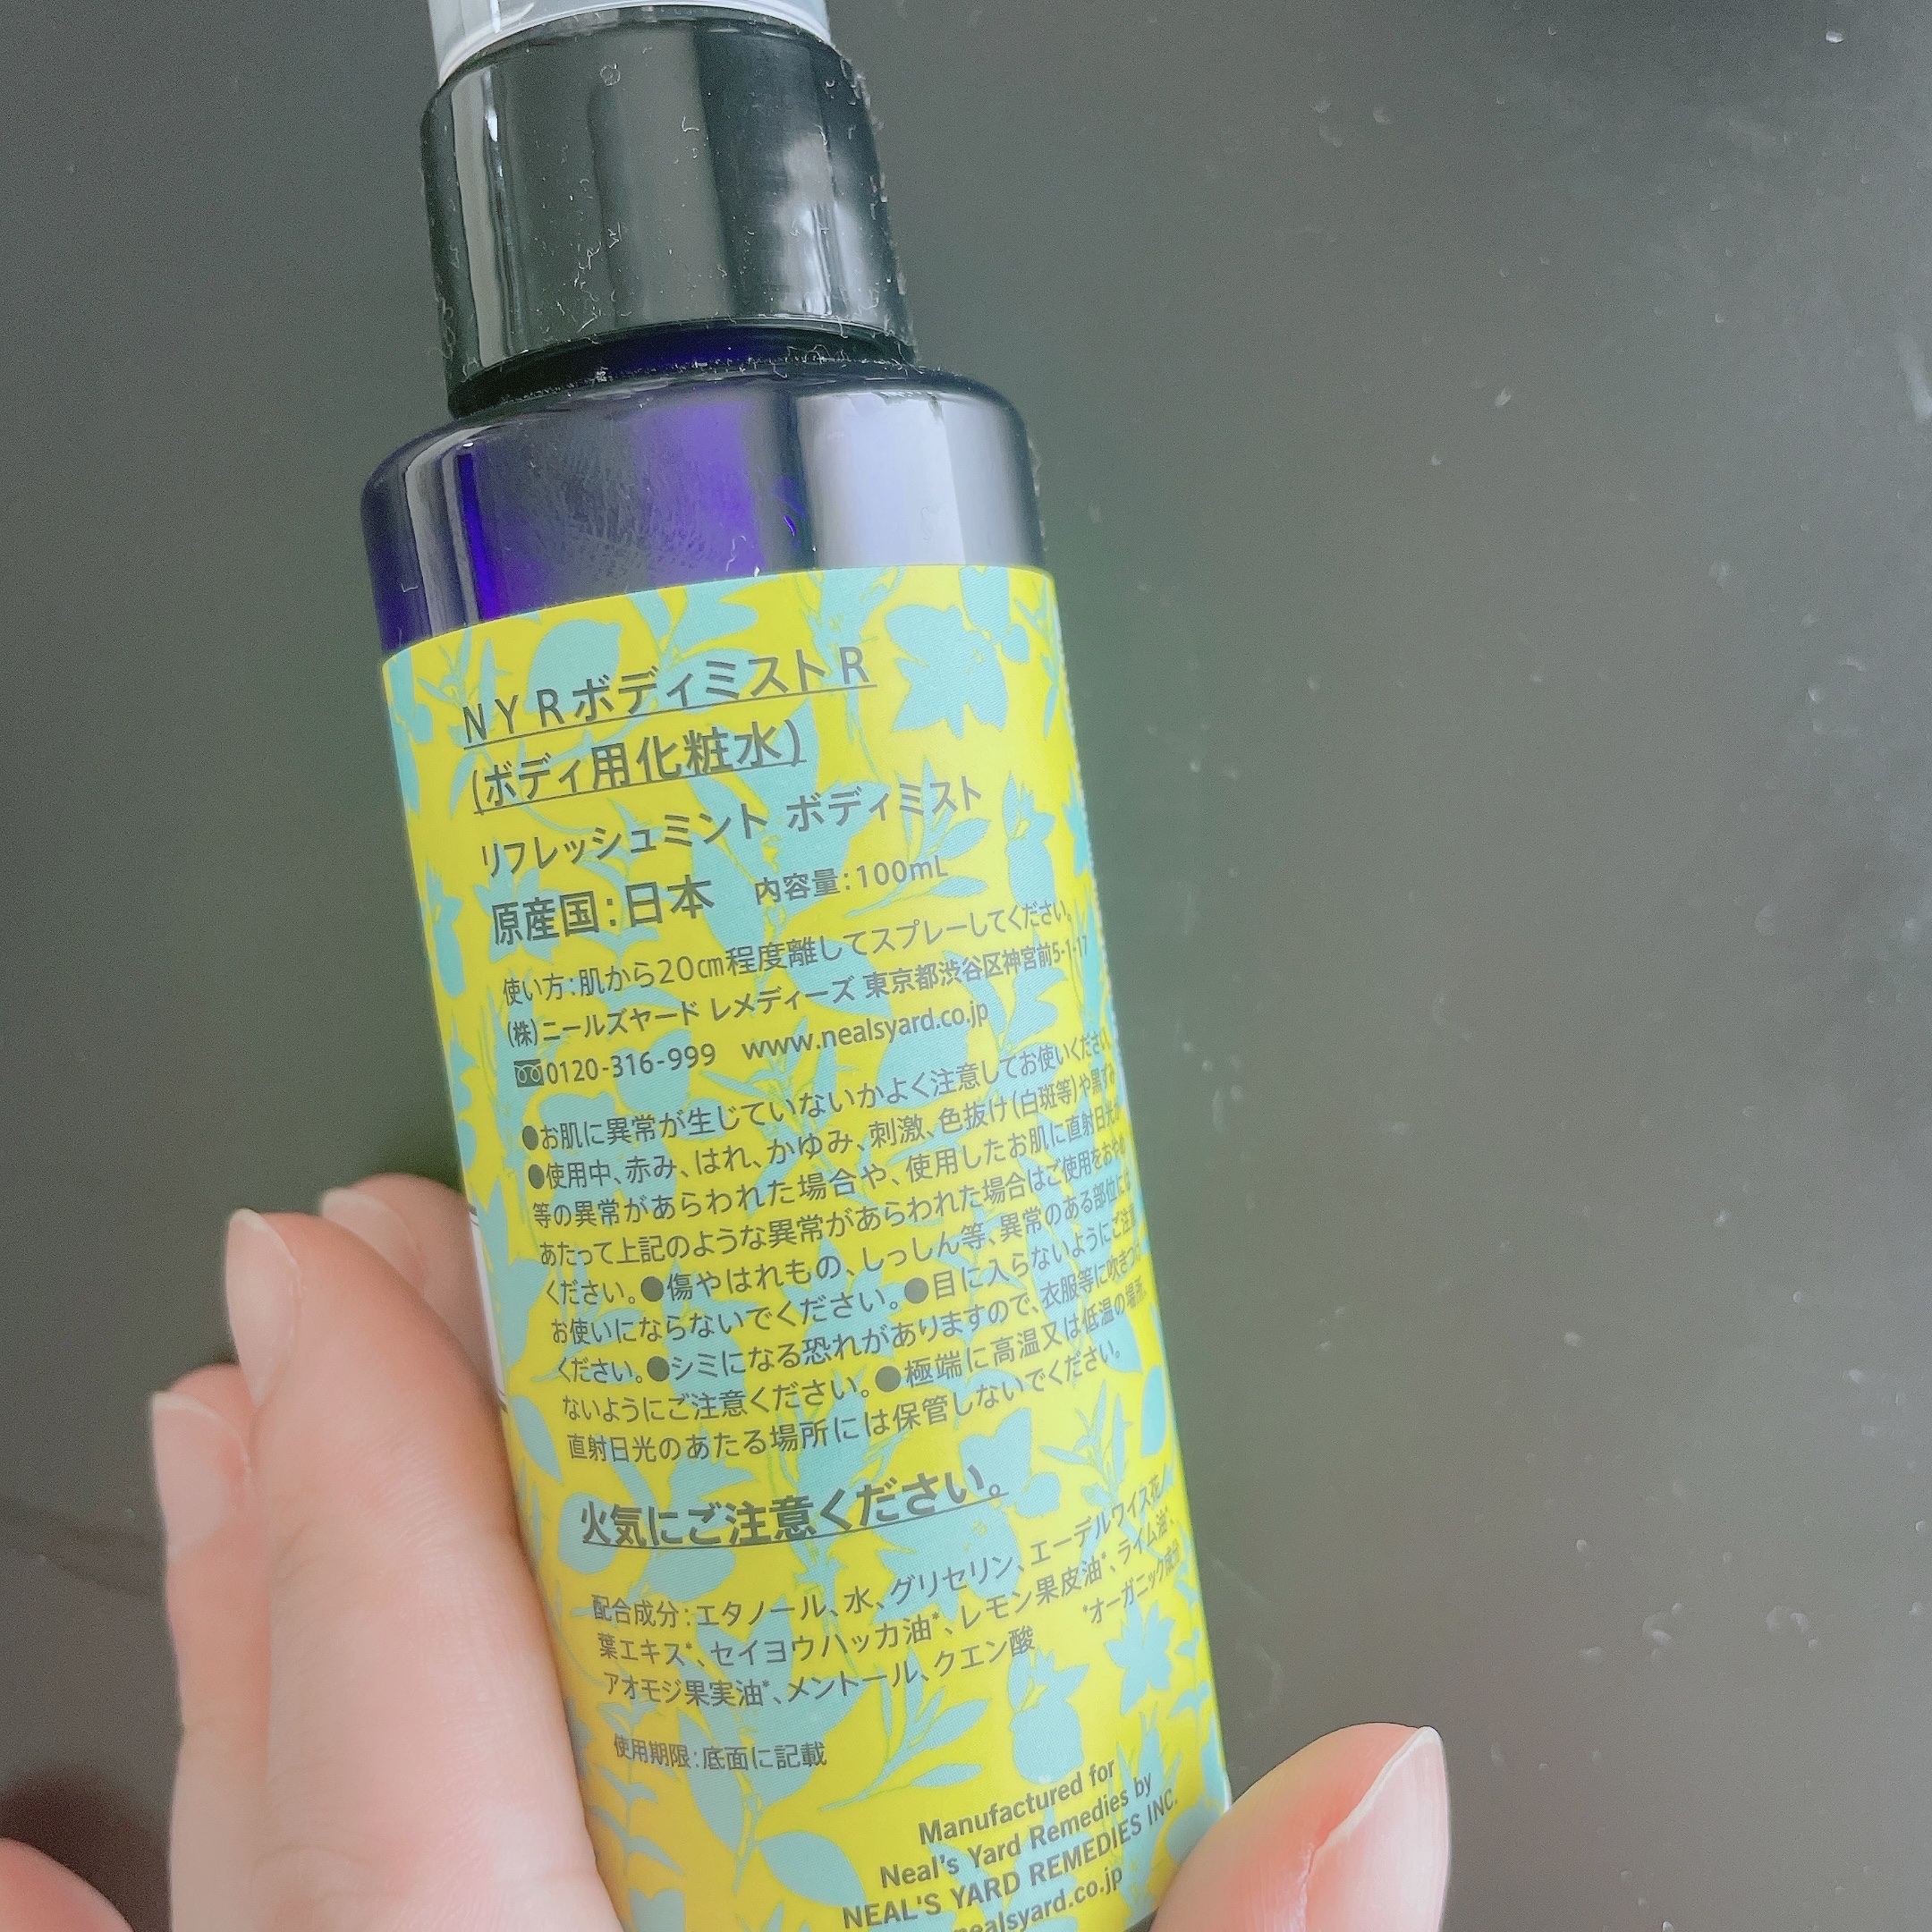 NYRボディミストR
(ボディ用化粧水)
リフレッシュミント ボディミスト
原産国:日本 内容量:100mL
使い方:肌から20㎝程度離してスプレーしてください。
(株)ニールズヤード レメディーズ 東京都渋谷区神宮前5-1-17
0120-316-999 www.nealsyard.co.jp
●お肌に異常が生じていないかよく注意してお使いください。
●使用中、赤み、はれ、かゆみ、刺激、色抜け(白斑等)や黒ずみ
等の異常があらわれた場合や、使用したお肌に直射日光が
あたって上記のような異常があらわれた場合はご使用をおやめ
ください。●傷やはれもの、しっしん等、異常のある部位には
お使いにならないでください。●目に入らないようにご注意
ください。●シミになる恐れがありますので、衣服等に吹きつけ
ないようにご注意ください。●極端に高温又は低温の場所、
直射日光のあたる場所には保管しないでください。
火気にご注意ください。
配合成分:エタノール、水、グリセリン、エーデルワイス花/
葉エキス*、セイヨウハッカ油*、レモン果皮油*、ライム油*、
アオモジ果実油*、メントール、クエン酸 *オーガニック成分
使用期限:底面に記載
Manufactured for
Neal's Yard Remedies by
NEAL'S YARD REMEDIES INC.
nealsyard.co.jp